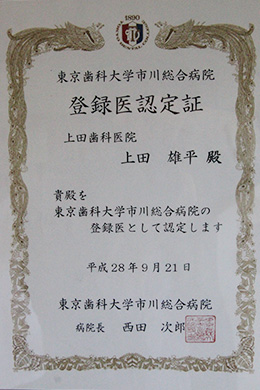 1890
東京歯科大学市川総合病院
登録医認定証
上田歯科医院
上田 雄平 殿
貴殿を
東京歯科大学市川総合病院の
登録医として認定します
平成28年9月21日
東京歯科大学市川総合病院
病院長 西田 次郎